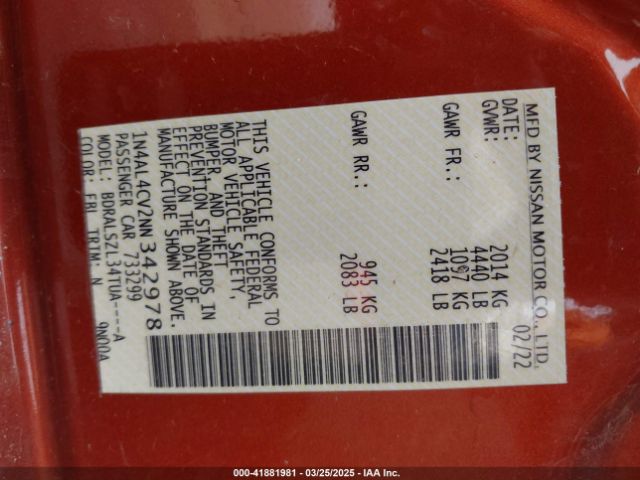 MFD BY NISSAN MOTOR CO., LTD.
DATE: 02/22
GVWR: 2014 KG
4440 LB
GAWR FR.: 1097 KG
2418 LB
GAWR RR.: 945 KG
2083 LB
THIS VEHICLE CONFORMS TO
ALL APPLICABLE FEDERAL
MOTOR VEHICLE SAFETY,
BUMPER, AND THEFT
PREVENTION STANDARDS IN
EFFECT ON THE DATE OF
MANUFACTURE SHOWN ABOVE.
1N4AL4CV2NN342978
PASSENGER CAR 733299
MODEL: BDRALSZL34TUA----A
COLOR: EBL TRIM: N
000-41881981 - 03/25/2025 - IAA Inc.